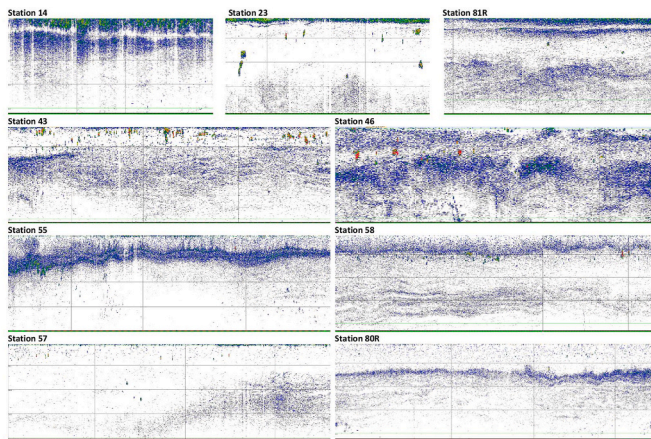 Station 14
Station 23
Station 81R
Station 43
Station 46
Station 55
Station 58
Station 57
Station 80R